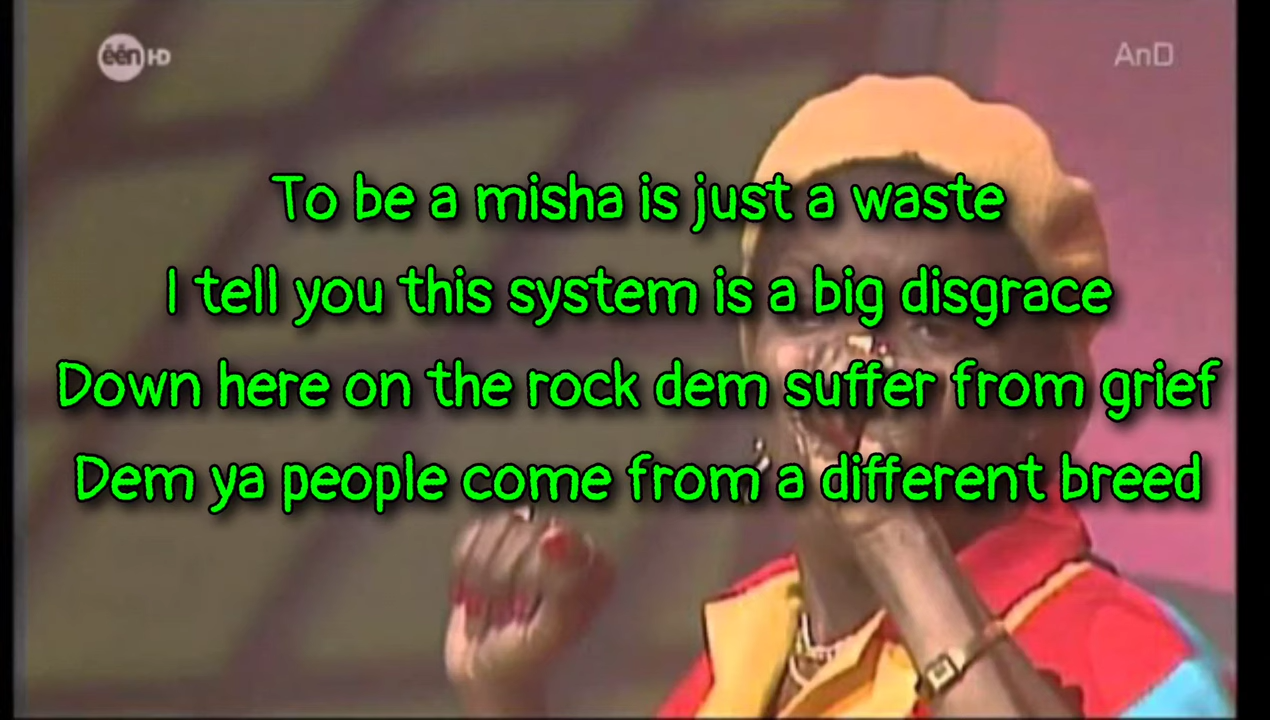 één HD
AnD
To be a misha is just a waste
I tell you this system is a big disgrace
Down here on the rock dem suffer from grief
Dem ya people come from a different breed